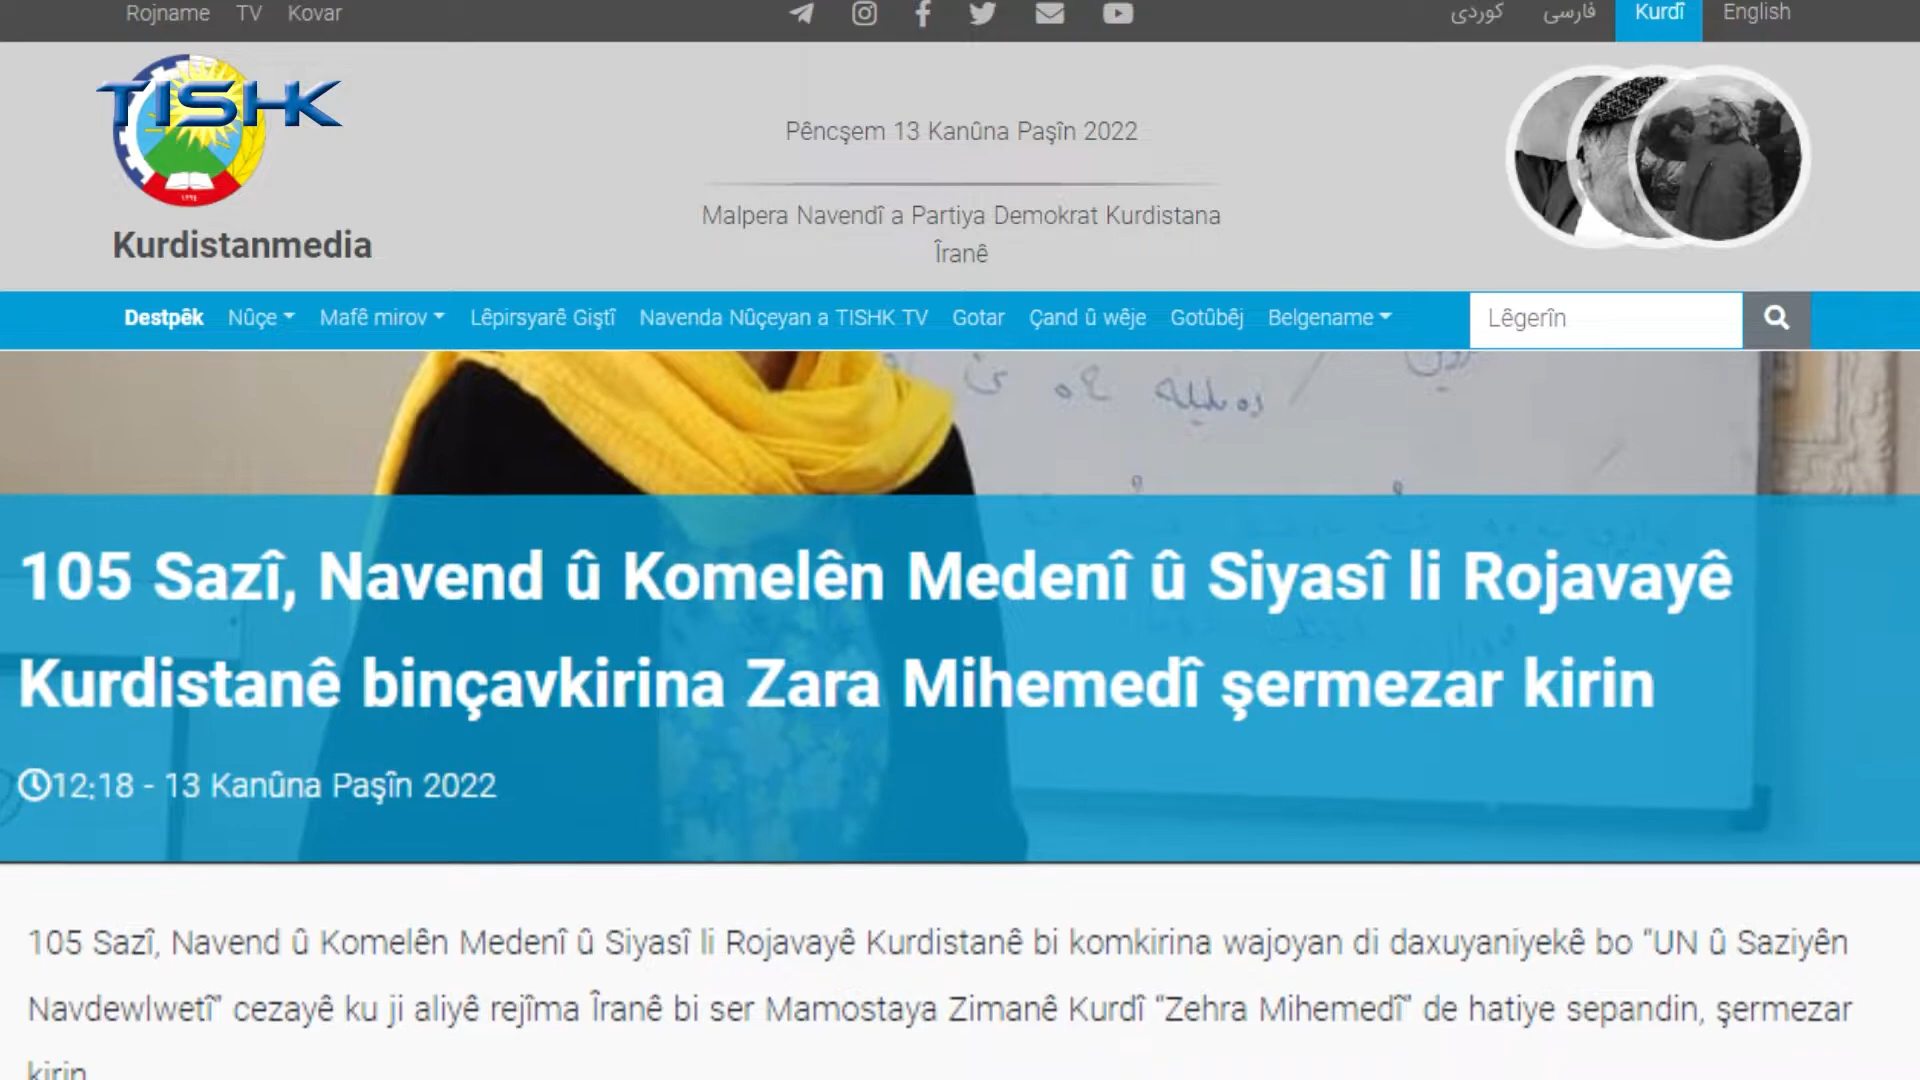 Rojname TV Kovar
کوردی فارسی Kurdî English
TISHK
Pêncşem 13 Kanûna Paşîn 2022
Malpera Navendî a Partiya Demokrat Kurdistana
Îranê
Kurdistanmedia
Destpêk Nûçe Mafê mirov Lêpirsyarê Giştî Navenda Nûçeyan a TISHK TV Gotar Çand û wêje Gotûbêj Belgename Lêgerîn
105 Sazî, Navend û Komelên Medenî û Siyasî li Rojavayê
Kurdistanê binçavkirina Zara Mihemedî şermezar kirin
12:18 - 13 Kanûna Paşîn 2022
105 Sazî, Navend û Komelên Medenî û Siyasî li Rojavayê Kurdistanê bi komkirina wajoyan di daxuyaniyekê bo "UN û Saziyên
Navdewlwetî" cezayê ku ji aliyê rejîma Îranê bi ser Mamostaya Zimanê Kurdî "Zehra Mihemedî" de hatiye sepandin, şermezar
kirin